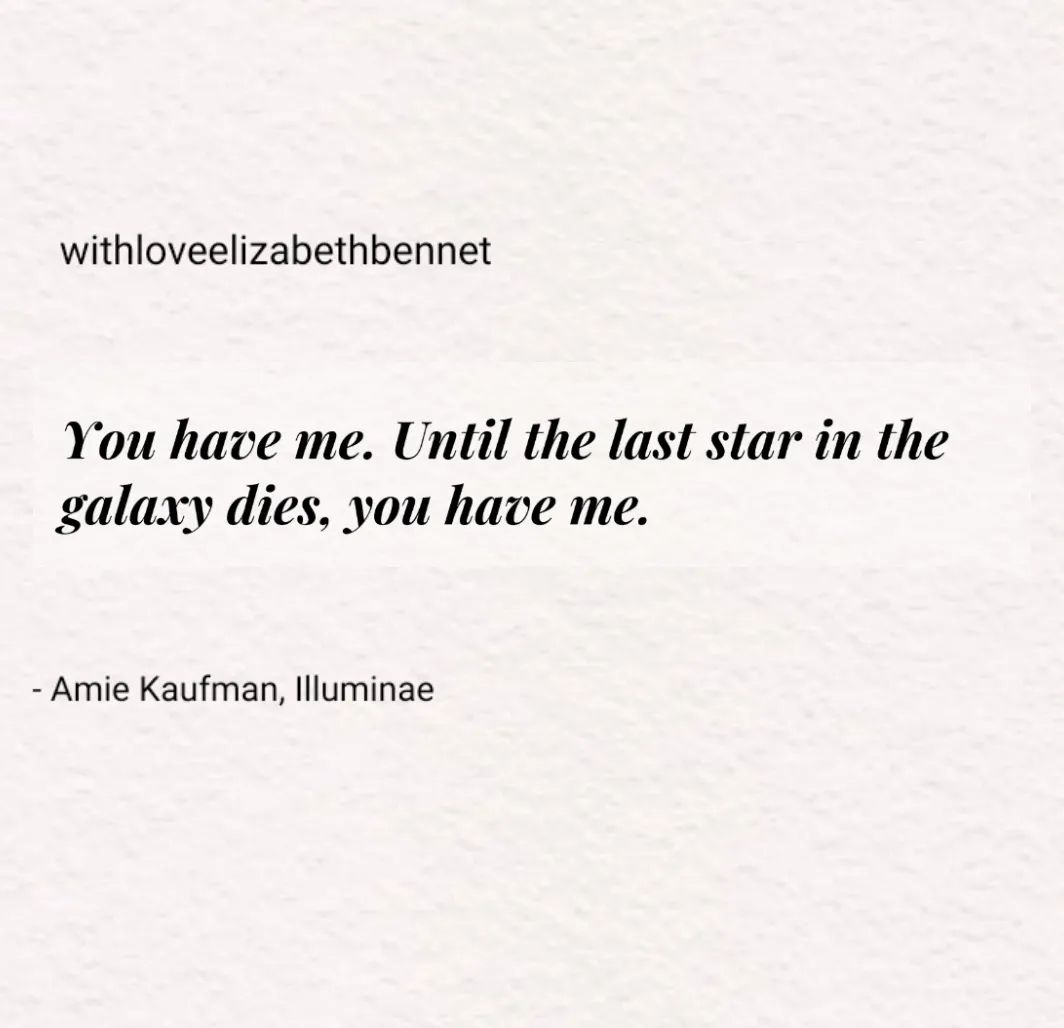 withloveelizabethbennet
You have me. Until the last star in the
galaxy dies, you have me.
- Amie Kaufman, Illuminae